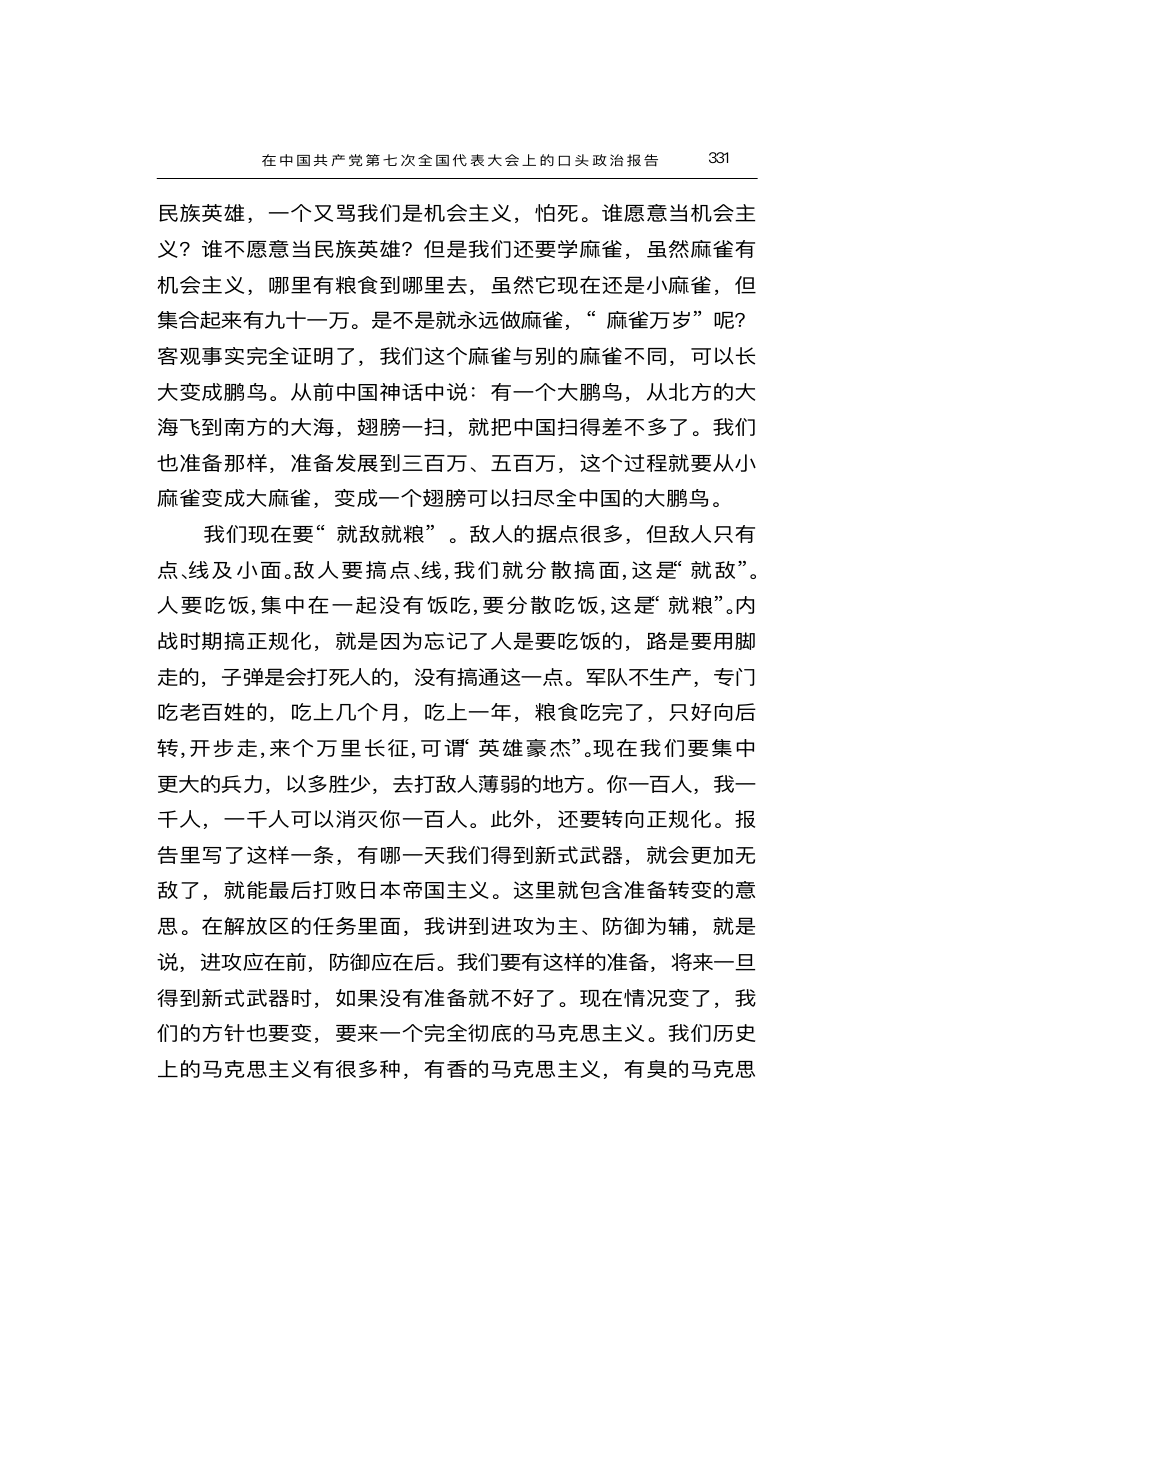 在中国共产党第七次全国代表大会上的口头政治报告 331
民族英雄，一个又骂我们是机会主义，怕死。谁愿意当机会主
义？谁不愿意当民族英雄？但是我们还要学麻雀，虽然麻雀有
机会主义，哪里有粮食到哪里去，虽然它现在还是小麻雀，但
集合起来有九十一万。是不是就永远做麻雀，“麻雀万岁”呢？
客观事实完全证明了，我们这个麻雀与别的麻雀不同，可以长
大变成鹏鸟。从前中国神话中说：有一个大鹏鸟，从北方的大
海飞到南方的大海，翅膀一扫，就把中国扫得差不多了。我们
也准备那样，准备发展到三百万、五百万，这个过程就要从小
麻雀变成大麻雀，变成一个翅膀可以扫尽全中国的大鹏鸟。
我们现在要“就敌就粮”。敌人的据点很多，但敌人只有
点、线及小面。敌人要搞点、线，我们就分散搞面，这是“就敌”。
人要吃饭，集中在一起没有饭吃，要分散吃饭，这是“就粮”。内
战时期搞正规化，就是因为忘记了人是要吃饭的，路是要用脚
走的，子弹是会打死人的，没有搞通这一点。军队不生产，专门
吃老百姓的，吃上几个月，吃上一年，粮食吃完了，只好向后
转，开步走，来个万里长征，可谓“英雄豪杰”。现在我们要集中
更大的兵力，以多胜少，去打敌人薄弱的地方。你一百人，我一
千人，一千人可以消灭你一百人。此外，还要转向正规化。报
告里写了这样一条，有哪一天我们得到新式武器，就会更加无
敌了，就能最后打败日本帝国主义。这里就包含准备转变的意
思。在解放区的任务里面，我讲到进攻为主、防御为辅，就是
说，进攻应在前，防御应在后。我们要有这样的准备，将来一旦
得到新式武器时，如果没有准备就不好了。现在情况变了，我
们的方针也要变，要来一个完全彻底的马克思主义。我们历史
上的马克思主义有很多种，有香的马克思主义，有臭的马克思